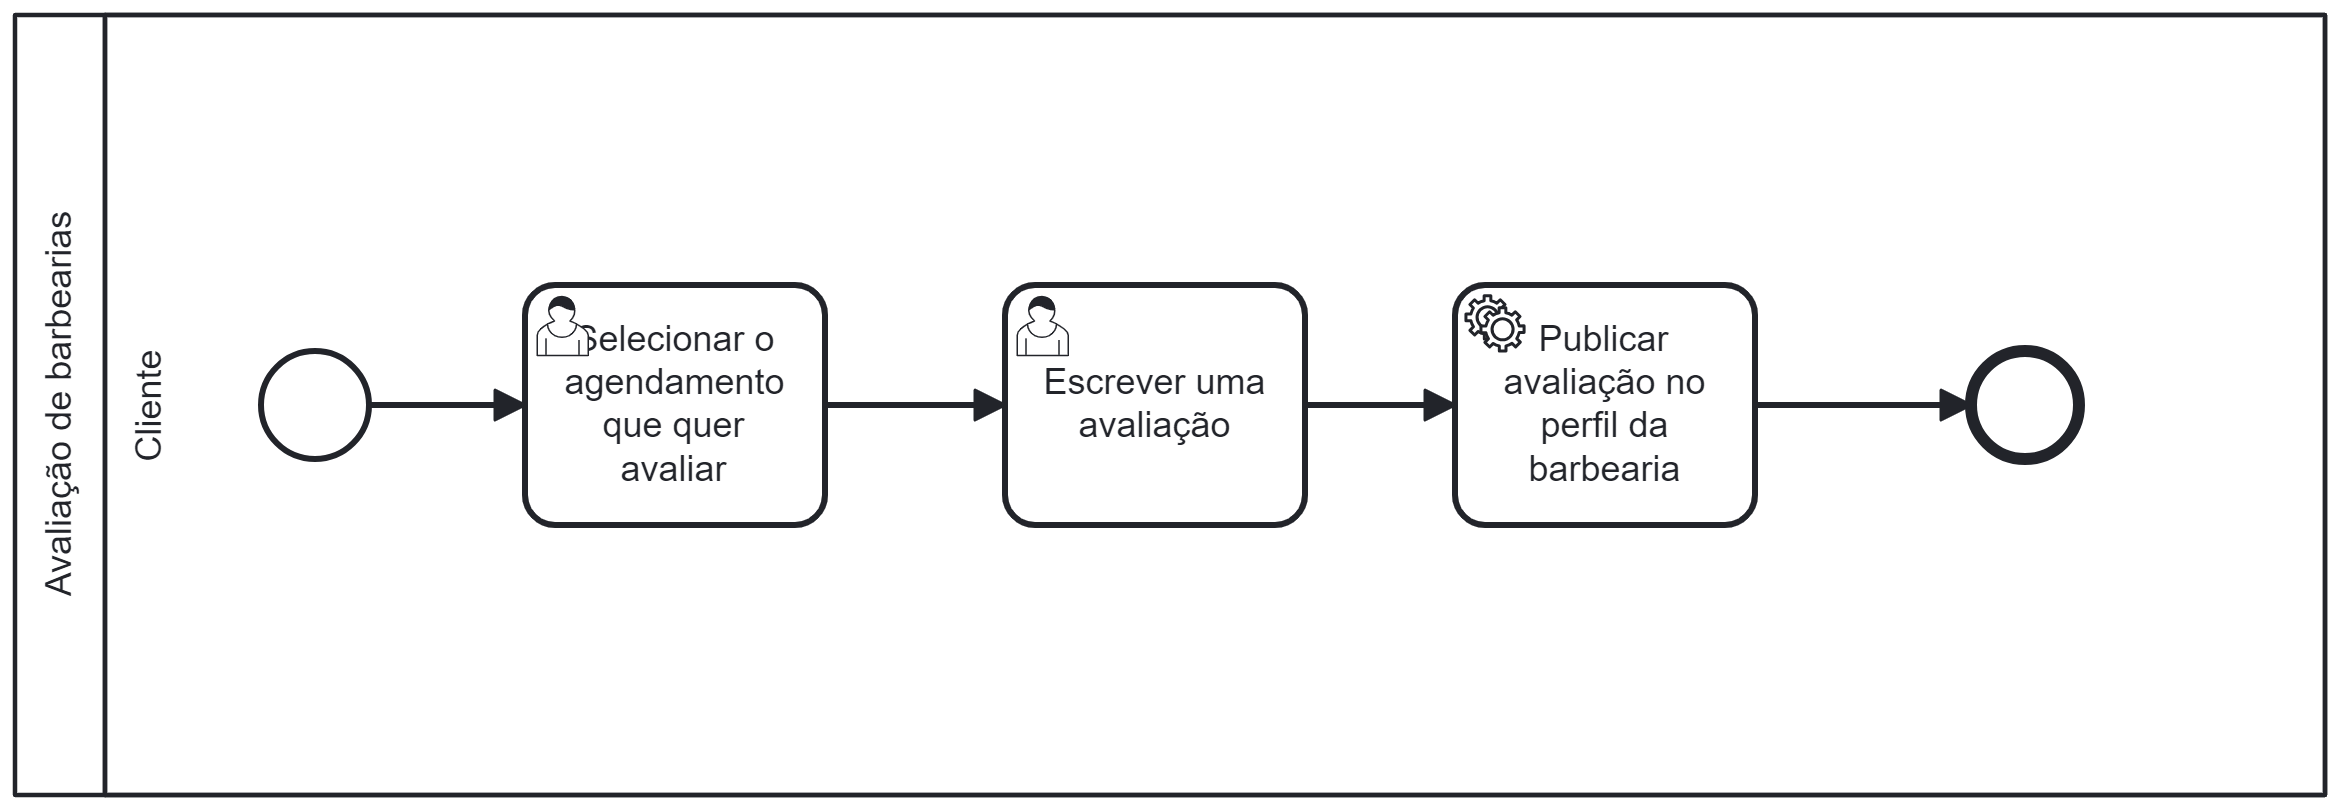 Avaliação de barbearias
Cliente
Selecionar o
agendamento
que quer
avaliar
Escrever uma
avaliação
Publicar
avaliação no
perfil da
barbearia